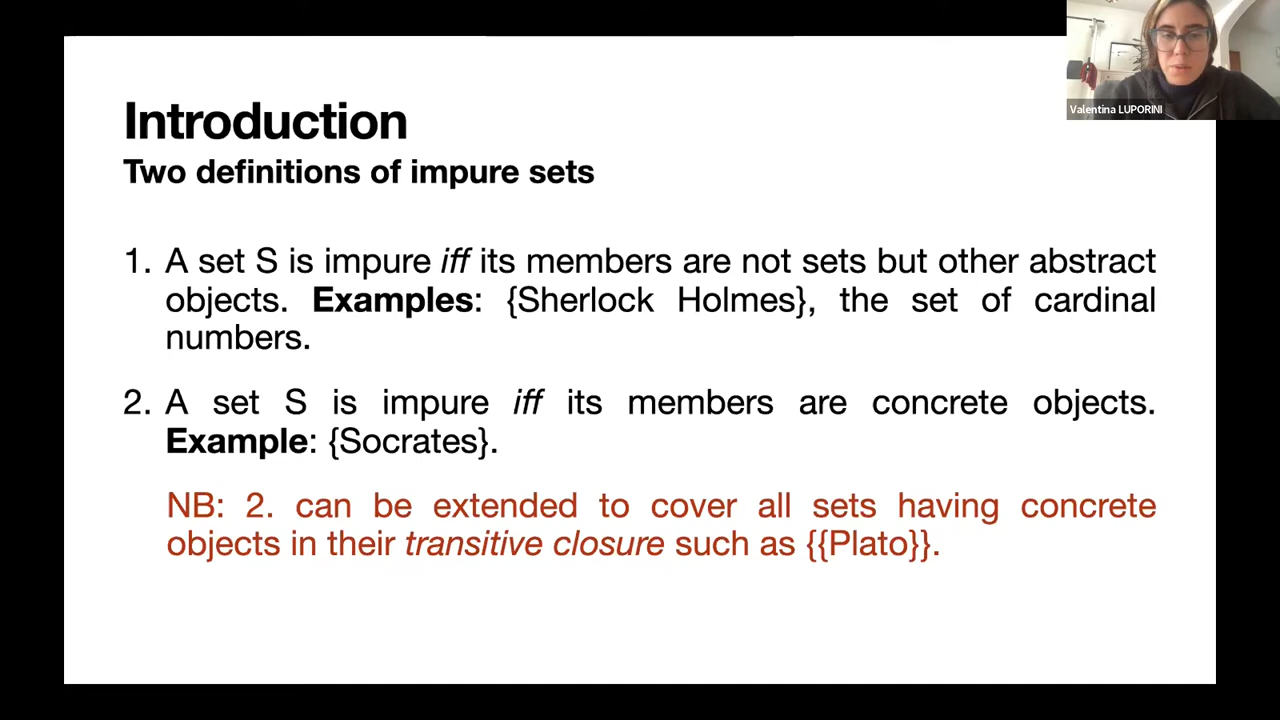 Introduction
Two definitions of impure sets
1. A set S is impure iff its members are not sets but other abstract
objects. Examples: {Sherlock Holmes}, the set of cardinal
numbers.
2. A set S is impure iff its members are concrete objects.
Example: {Socrates}.
NB: 2. can be extended to cover all sets having concrete
objects in their transitive closure such as {{Plato}}.
Valentina LUPORINI